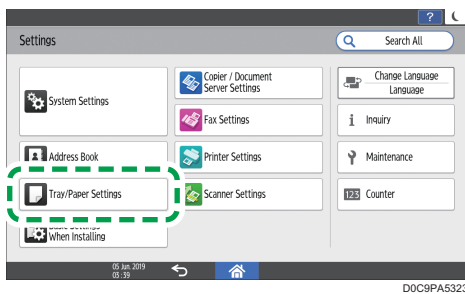 ?
Settings
Search All
System Settings
Copier / Document
Server Settings
Change Language
Language
Fax Settings
i Inquiry
Address Book
Printer Settings
Maintenance
Tray/Paper Settings
Scanner Settings
123 Counter
When Installing
05 Jun. 2019
03:39
D0C9PA5323